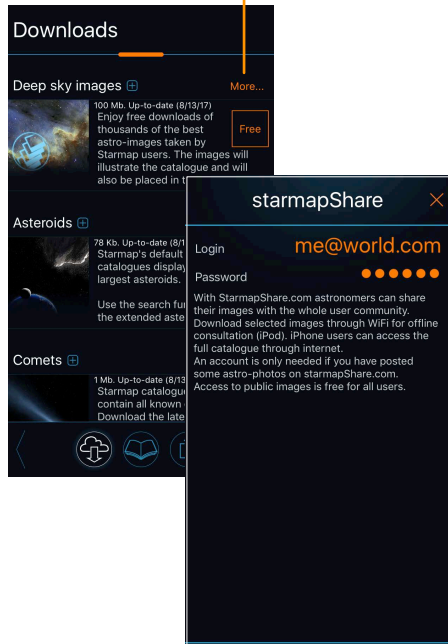 Downloads
Deep sky images
More...
100 Mb. Up-to-date (8/13/17)
Enjoy free downloads of
thousands of the best
astro-images taken by
Starmap users. The images will
illustrate the catalogue and will
also be placed in
Free
Asteroids
78 Kb. Up-to-date
Starmap's default
catalogues display
largest asteroids.
Use the search
the extended
Comets
1 Mb. Up-to-date (8/13
Starmap
contain all known
Download the late
starmapShare
Login
me@world.com
Password
With StarmapShare.com astronomers can share
their images with the whole user community.
Download selected images through WiFi for offline
consultation (iPod). iPhone users can access the
full catalogue through internet.
An account is only needed if you have posted
some astro-photos on starmapShare.com.
Access to public images is free for all users.